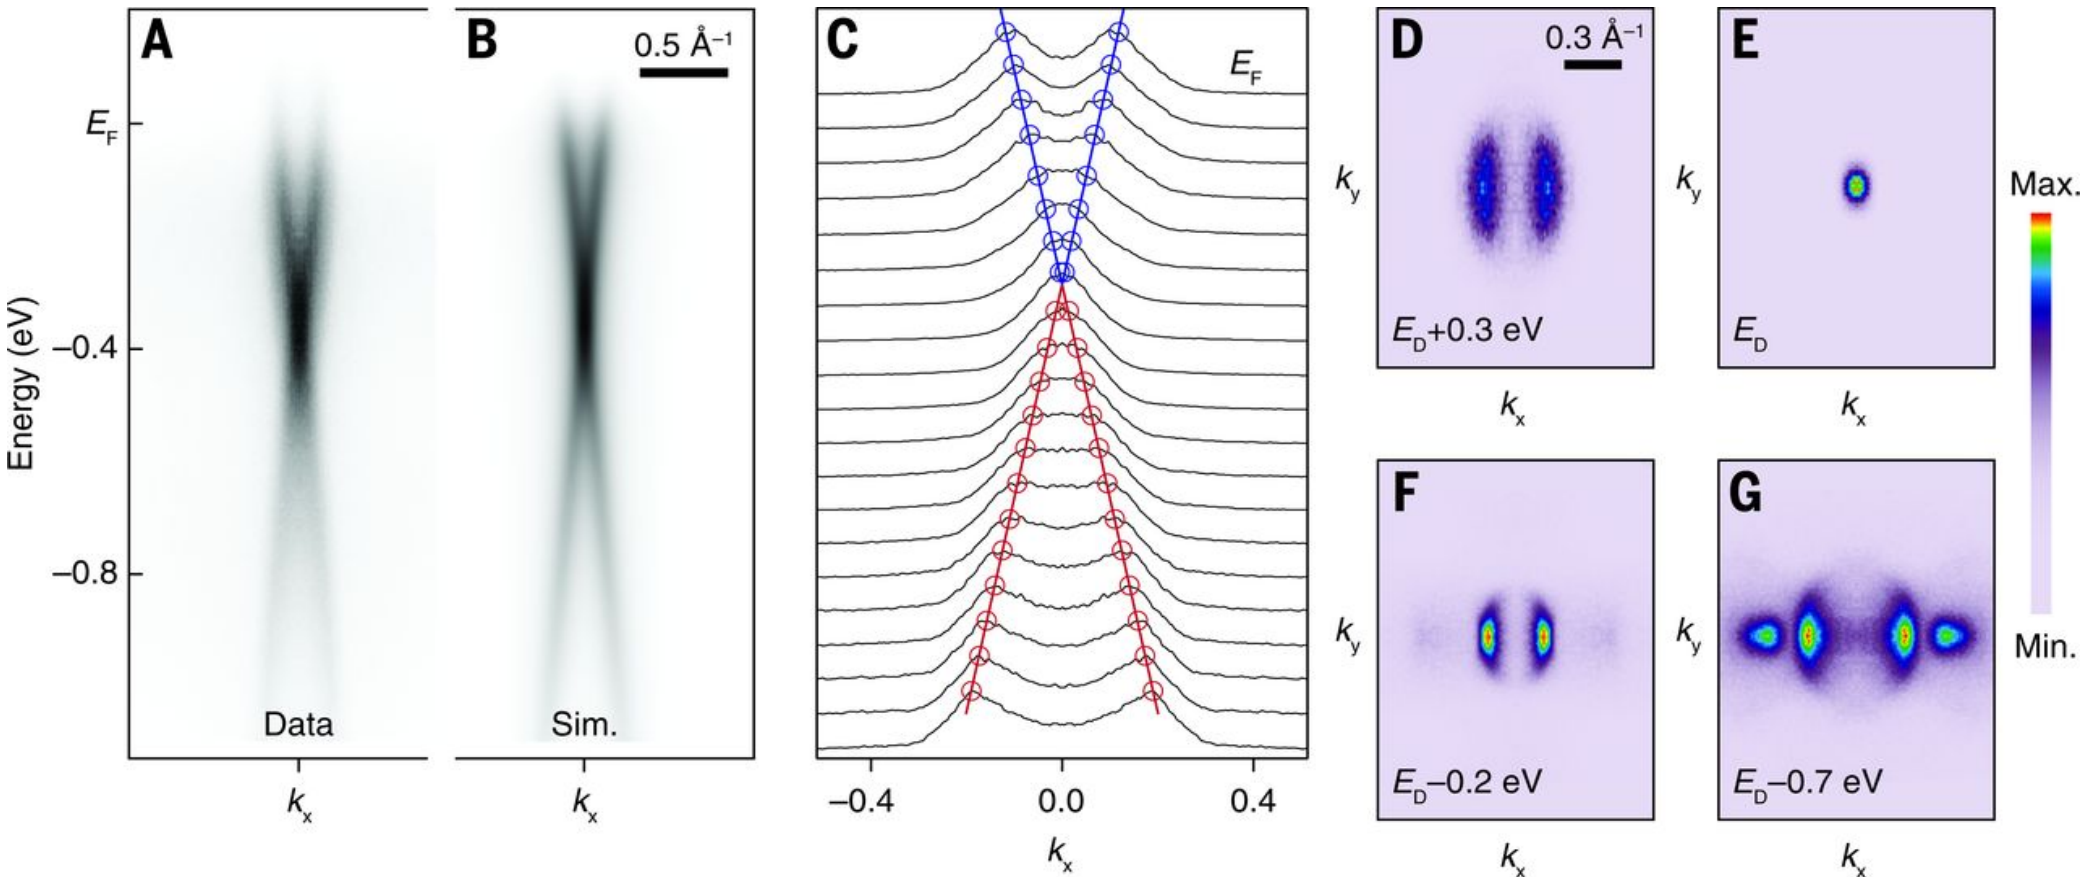 A
B
0.5 Å⁻¹
E_F
−0.4
−0.8
Energy (eV)
Data
Sim.
k_x
k_x
C
E_F
−0.4
0.0
0.4
k_x
D
0.3 Å⁻¹
k_y
E_D+0.3 eV
k_x
E
k_y
E_D
k_x
F
k_y
E_D−0.2 eV
k_x
G
k_y
E_D−0.7 eV
k_x
Max.
Min.